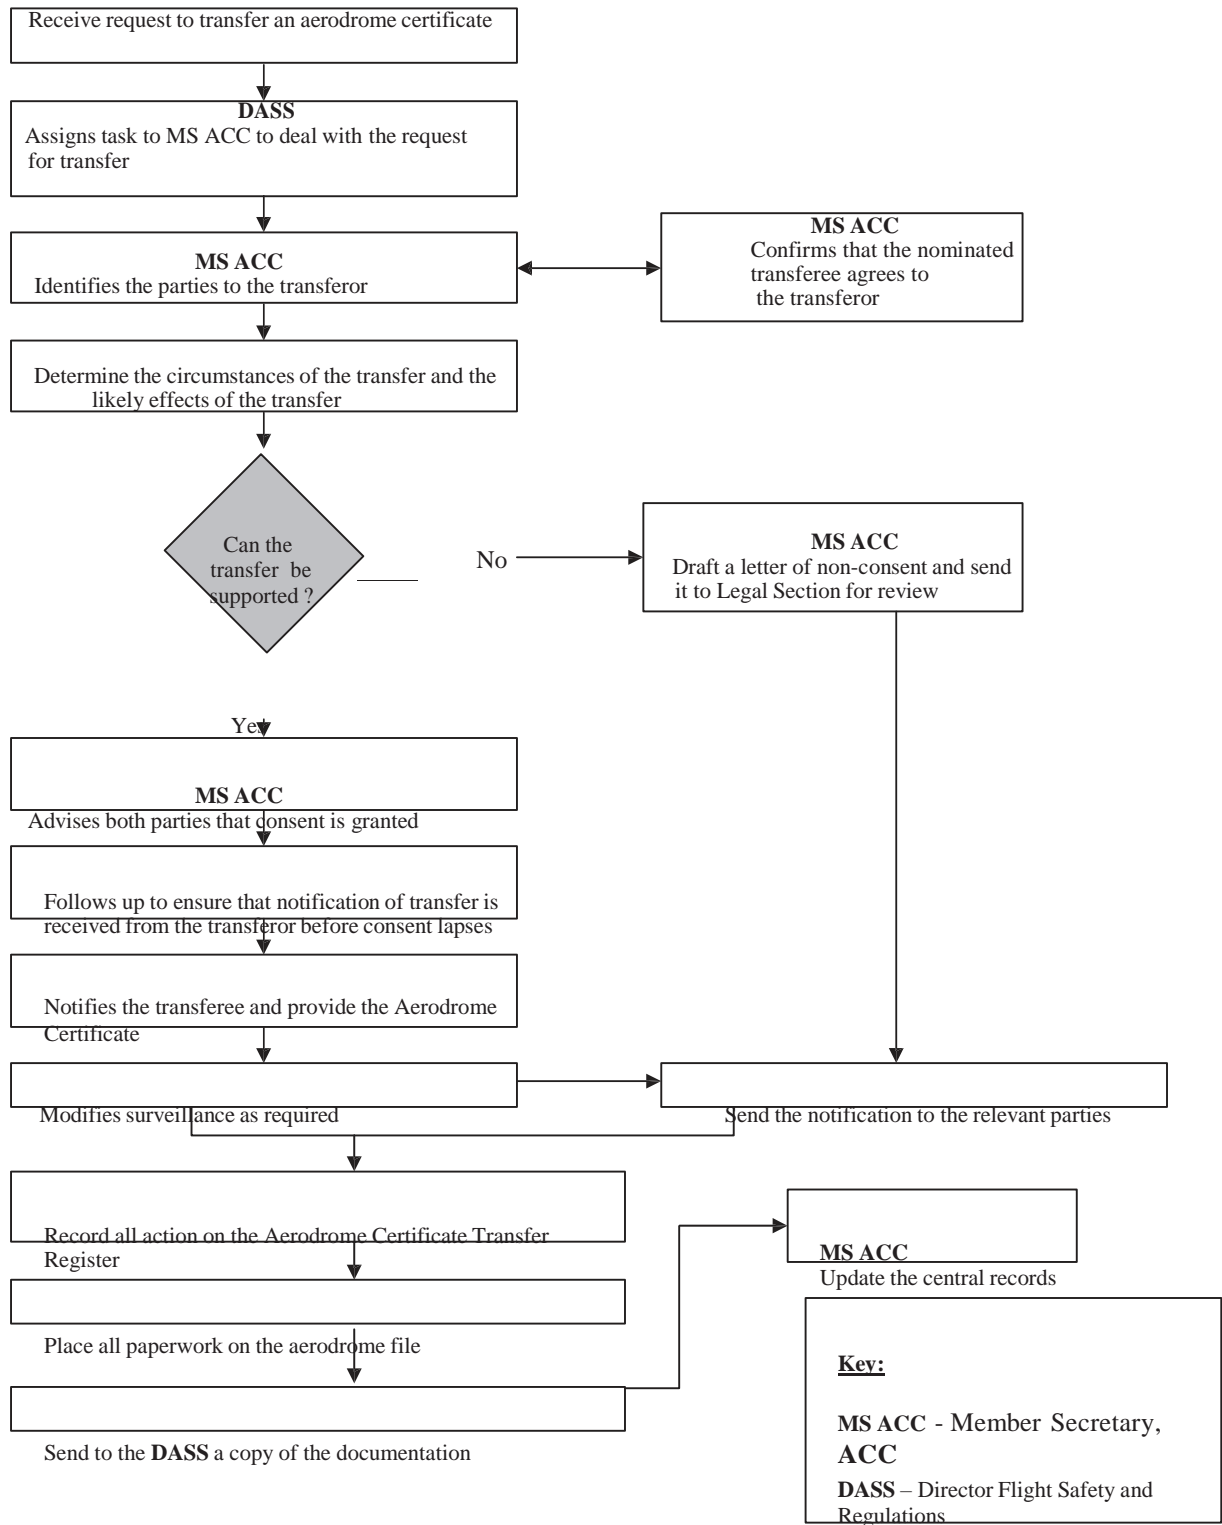 Receive request to transfer an aerodrome certificate
DASS
Assigns task to MS ACC to deal with the request
for transfer
MS ACC
Identifies the parties to the transferor
MS ACC
Confirms that the nominated
transferee agrees to
the transferor
Determine the circumstances of the transfer and the
likely effects of the transfer
Can the
transfer be
supported ?
No
MS ACC
Draft a letter of non-consent and send
it to Legal Section for review
Yes
MS ACC
Advises both parties that consent is granted
Follows up to ensure that notification of transfer is
received from the transferor before consent lapses
Notifies the transferee and provide the Aerodrome
Certificate
Modifies surveillance as required
Send the notification to the relevant parties
Record all action on the Aerodrome Certificate Transfer
Register
MS ACC
Update the central records
Place all paperwork on the aerodrome file
Send to the DASS a copy of the documentation
Key:
MS ACC - Member Secretary,
ACC
DASS – Director Flight Safety and
Regulations